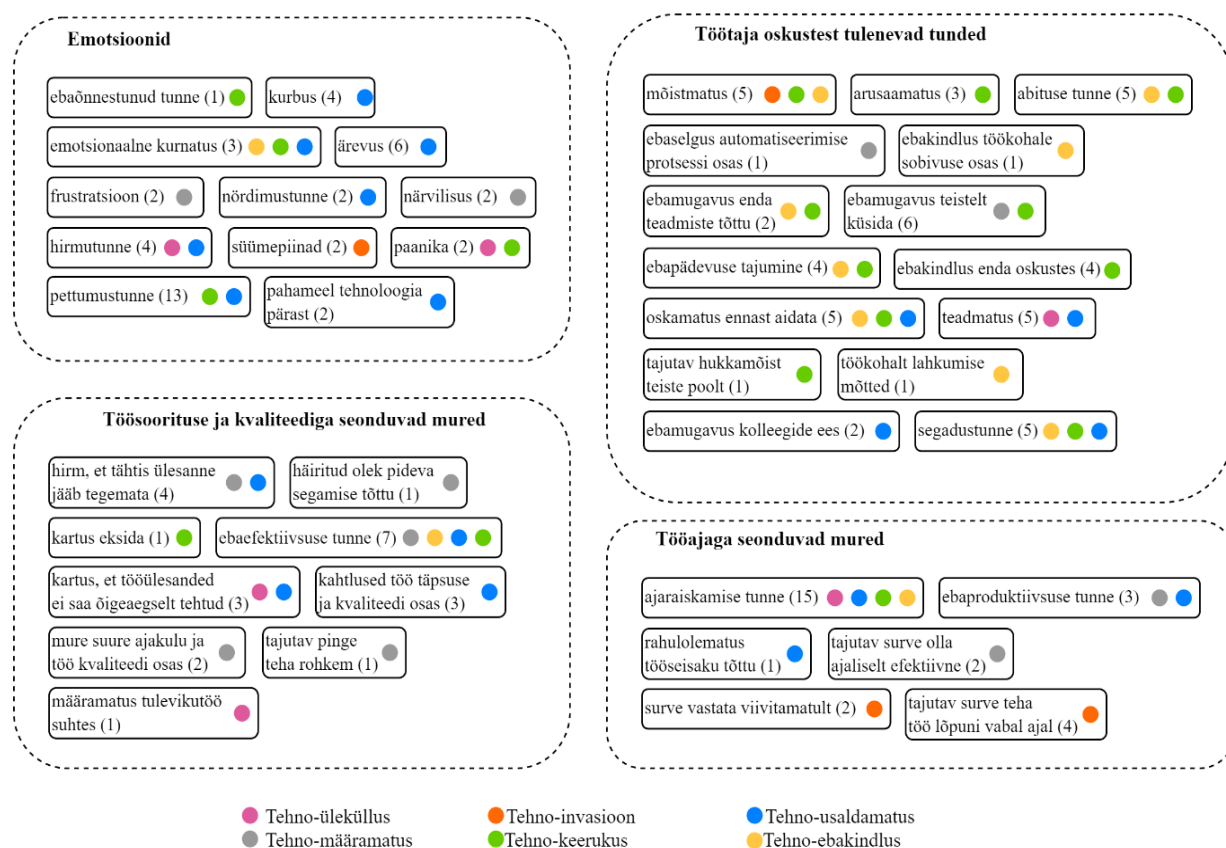 Emotsioonid
ebaõnnestunud tunne (1)
kurbus (4)
emotsionaalne kurnatus (3)
ärevus (6)
frustratsioon (2)
nördimustunne (2)
närvilisus (2)
hirmutunne (4)
süümepiinad (2)
paanika (2)
pettumustunne (13)
pahameel tehnoloogia
pärast (2)
Töötaja oskustest tulenevad tunded
mõistmatus (5)
arusaamatus (3)
abituse tunne (5)
ebaselgus automatiseerimise
protsessi osas (1)
ebakindlus töökohale
sobivuse osas (1)
ebamugavus enda
teadmiste tõttu (2)
ebamugavus teistelt
küsida (6)
ebapädevuse tajumine (4)
ebakindlus enda oskustes (4)
oskamatus ennast aidata (5)
teadmatus (5)
tajutav hukkamõist
teiste poolt (1)
töökohalt lahkumise
mõtted (1)
ebamugavus kolleegide ees (2)
segadustunne (5)
Töösoorituse ja kvaliteediga seonduvad mured
hirm, et tähtis ülesanne
jääb tegemata (4)
häiritud olek pideva
segamise tõttu (1)
kartus eksida (1)
ebaefektiivsuse tunne (7)
kartus, et tööülesanded
ei saa õigeaegselt tehtud (3)
kahtlused töö täpsuse
ja kvaliteedi osas (3)
mure suure ajakulu ja
töö kvaliteedi osas (2)
tajutav pinge
teha rohkem (1)
määramatus tulevikutöö
suhtes (1)
Tööajaga seonduvad mured
ajaraiskamise tunne (15)
ebaproduktiivsuse tunne (3)
rahulolematus
tööseisaku tõttu (1)
tajutav surve olla
ajaliselt efektiivne (2)
surve vastata viivitamatult (2)
tajutav surve teha
töö lõpuni vabal ajal (4)
Tehno-üleküllus
Tehno-invasioon
Tehno-usaldamatus
Tehno-määramatus
Tehno-keerukus
Tehno-ebakindlus